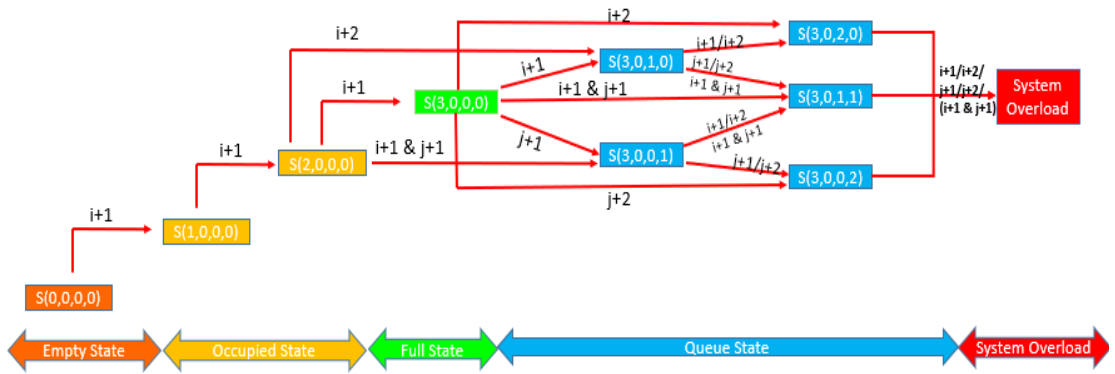 i+2
S(3,0,2,0)
i+2
i+1/i+2
S(3,0,1,0)
i+1
j+1/j+2
i+1 & j+1
i+1
S(3,0,0,0)
i+1 & j+1
S(3,0,1,1)
i+1/i+2/
j+1/j+2/
(i+1 & j+1)
System
Overload
j+1
i+1/i+2
i+1 & j+1
i+1
S(2,0,0,0)
i+1 & j+1
S(3,0,0,1)
j+1/j+2
S(3,0,0,2)
j+2
i+1
S(1,0,0,0)
S(0,0,0,0)
Empty State
Occupied State
Full State
Queue State
System Overload